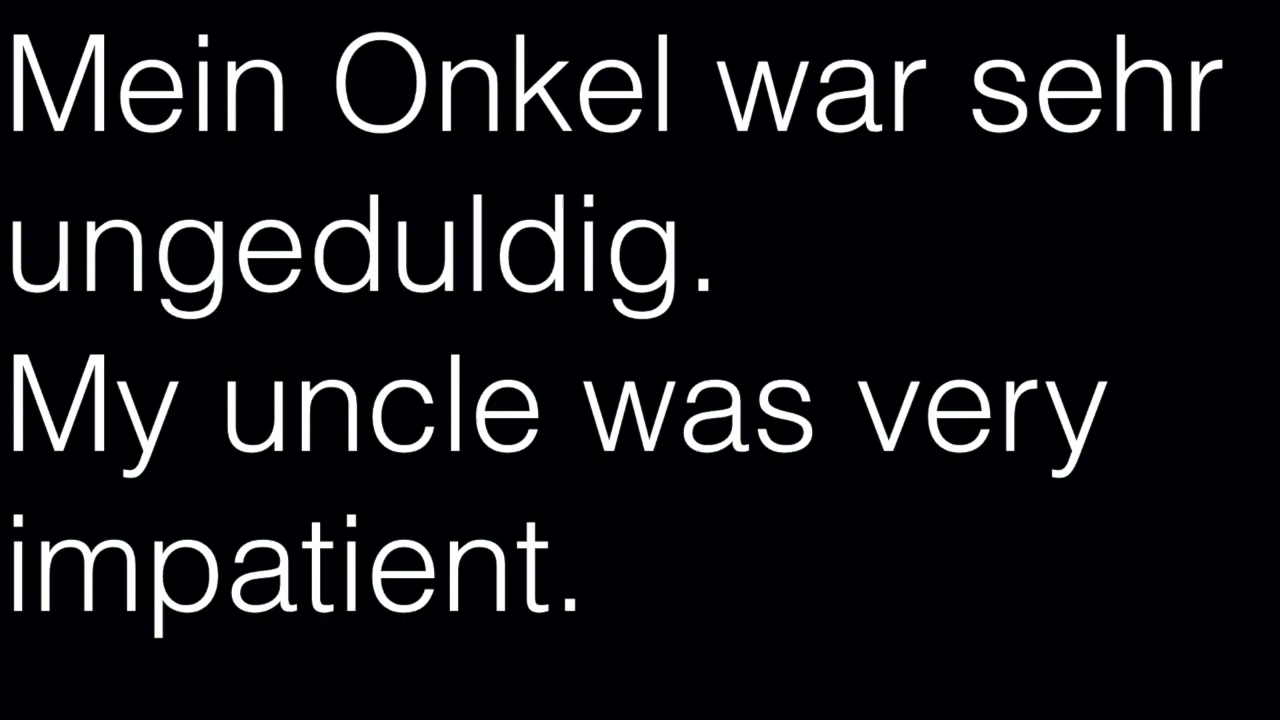 Mein Onkel war sehr
ungeduldig.
My uncle was very
impatient.